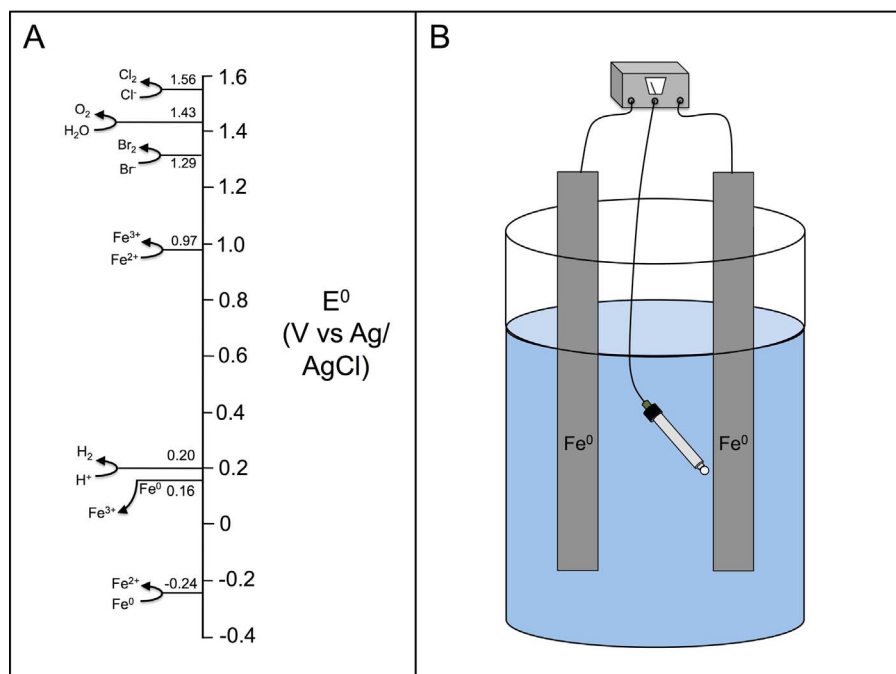 A
Cl₂
1.56
Cl⁻
O₂
1.43
H₂O
Br₂
1.29
Br⁻
Fe³⁺
0.97
Fe²⁺
H₂
0.20
H⁺
Fe⁰
0.16
Fe³⁺
Fe²⁺
-0.24
Fe⁰
1.6
1.4
1.2
1.0
0.8
0.6
0.4
0.2
0
-0.2
-0.4
E⁰
(V vs Ag/
AgCl)
B
Fe⁰
Fe⁰